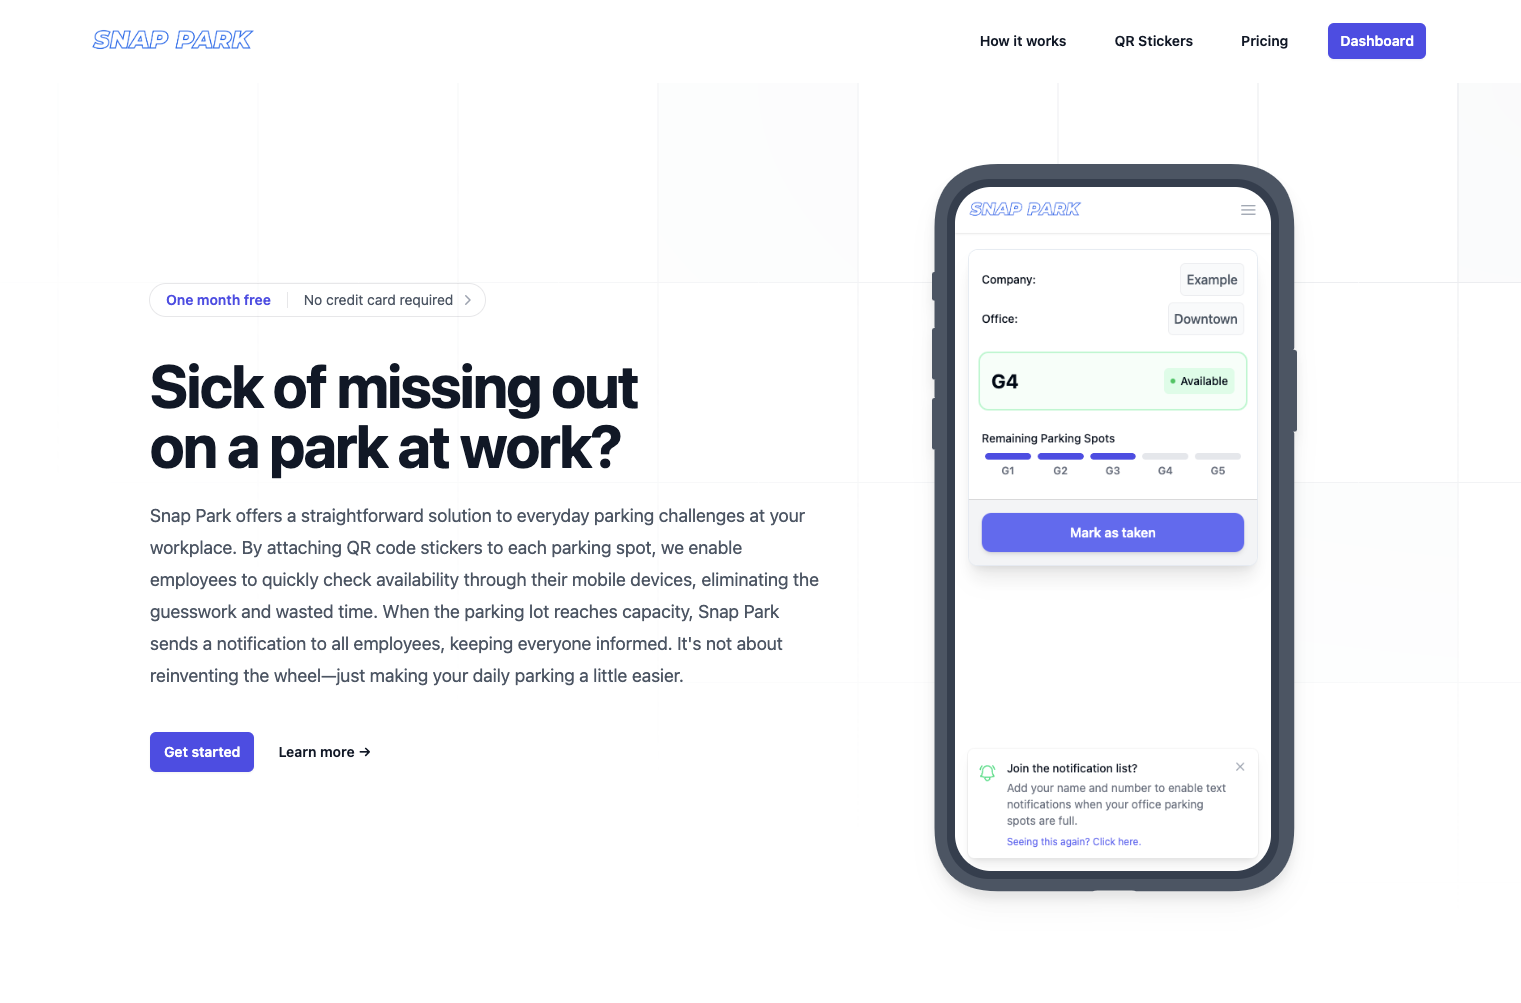 SNAP PARK
How it works
QR Stickers
Pricing
Dashboard
One month free
No credit card required
Sick of missing out
on a park at work?
Snap Park offers a straightforward solution to everyday parking challenges at your
workplace. By attaching QR code stickers to each parking spot, we enable
employees to quickly check availability through their mobile devices, eliminating the
guesswork and wasted time. When the parking lot reaches capacity, Snap Park
sends a notification to all employees, keeping everyone informed. It's not about
reinventing the wheel—just making your daily parking a little easier.
Get started
Learn more →
SNAP PARK
Company: Example
Office: Downtown
G4 Available
Remaining Parking Spots
G1 G2 G3 G4 G5
Mark as taken
Join the notification list?
Add your name and number to enable text
notifications when your office parking
spots are full.
Seeing this again? Click here.